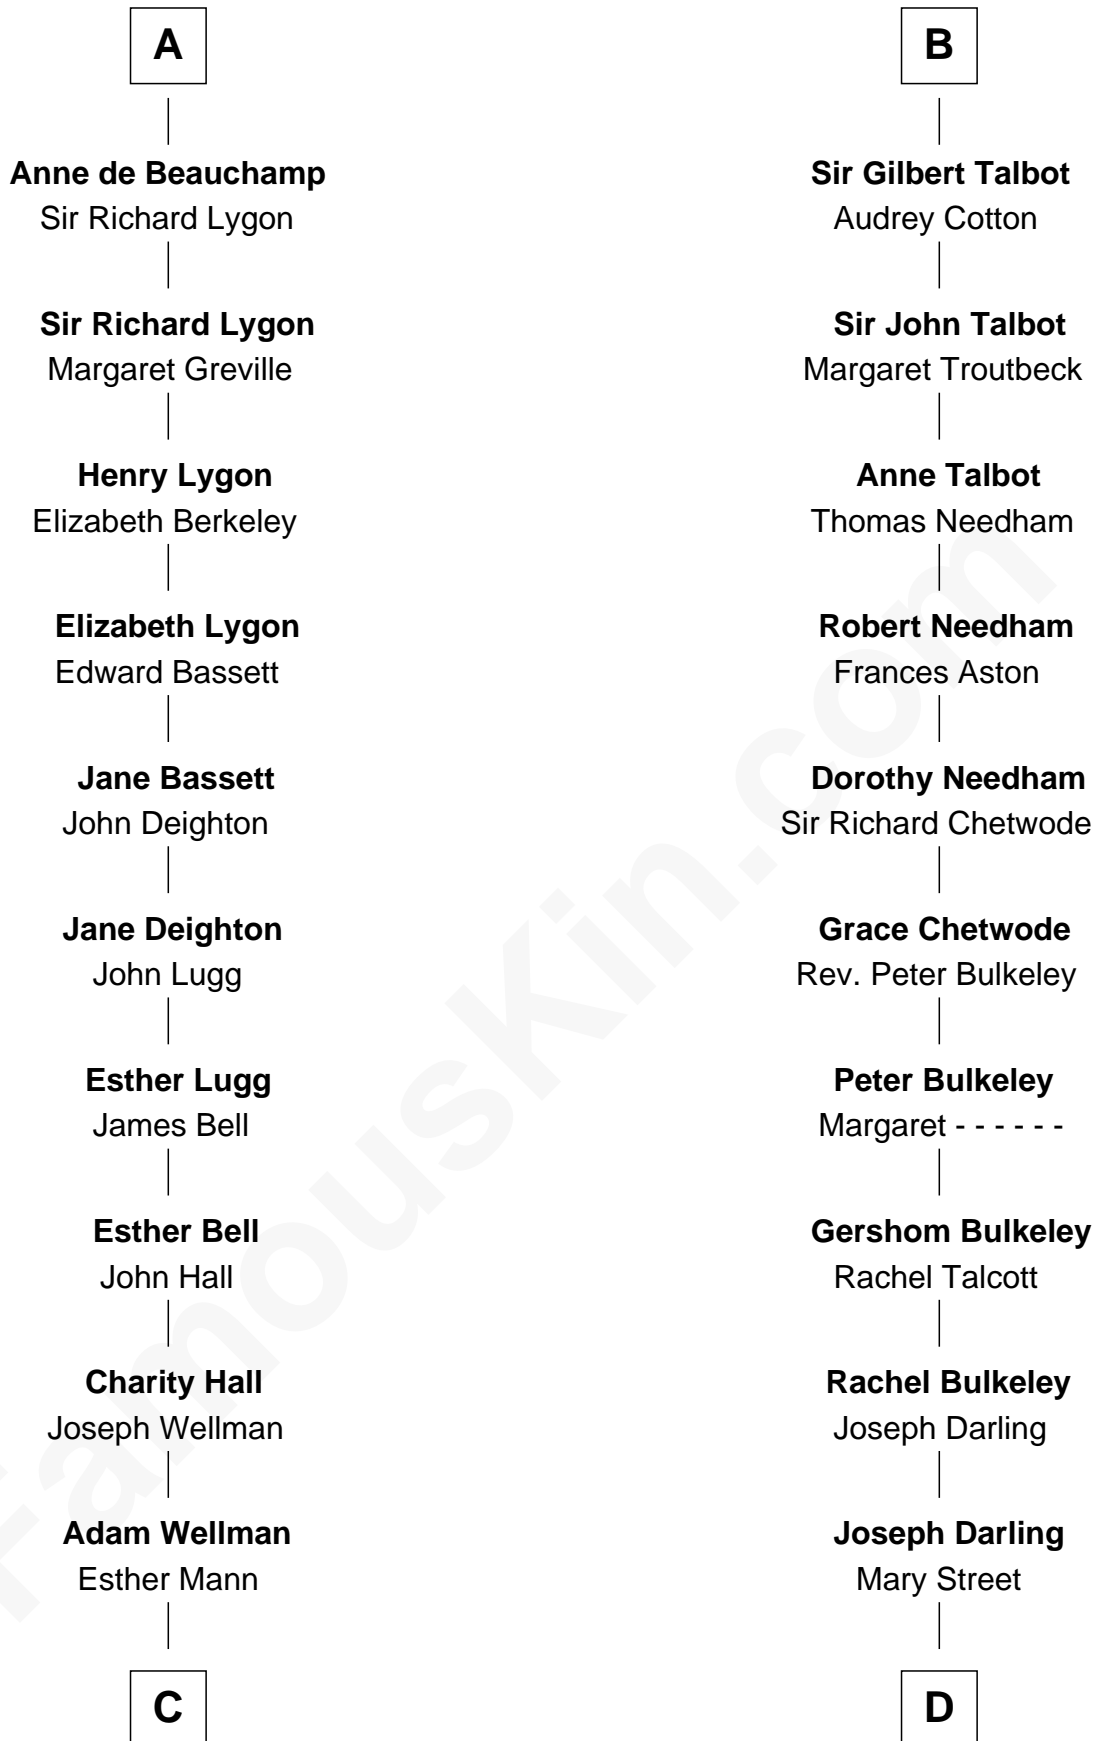 A
Anne de Beauchamp
Sir Richard Lygon
Sir Richard Lygon
Margaret Greville
Henry Lygon
Elizabeth Berkeley
Elizabeth Lygon
Edward Bassett
Jane Bassett
John Deighton
Jane Deighton
John Lugg
Esther Lugg
James Bell
Esther Bell
John Hall
Charity Hall
Joseph Wellman
Adam Wellman
Esther Mann
C
B
Sir Gilbert Talbot
Audrey Cotton
Sir John Talbot
Margaret Troutbeck
Anne Talbot
Thomas Needham
Robert Needham
Frances Aston
Dorothy Needham
Sir Richard Chetwode
Grace Chetwode
Rev. Peter Bulkeley
Peter Bulkeley
Margaret - - - - - -
Gershom Bulkeley
Rachel Talcott
Rachel Bulkeley
Joseph Darling
Joseph Darling
Mary Street
D
FamousKin.com